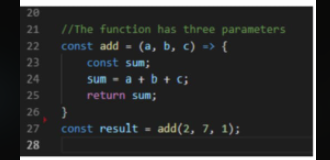 20
21 //The function has three parameters
22 const add = (a, b, c) => {
23 const sum;
24 sum = a + b + c;
25 return sum;
26 }
27 const result = add(2, 7, 1);
28